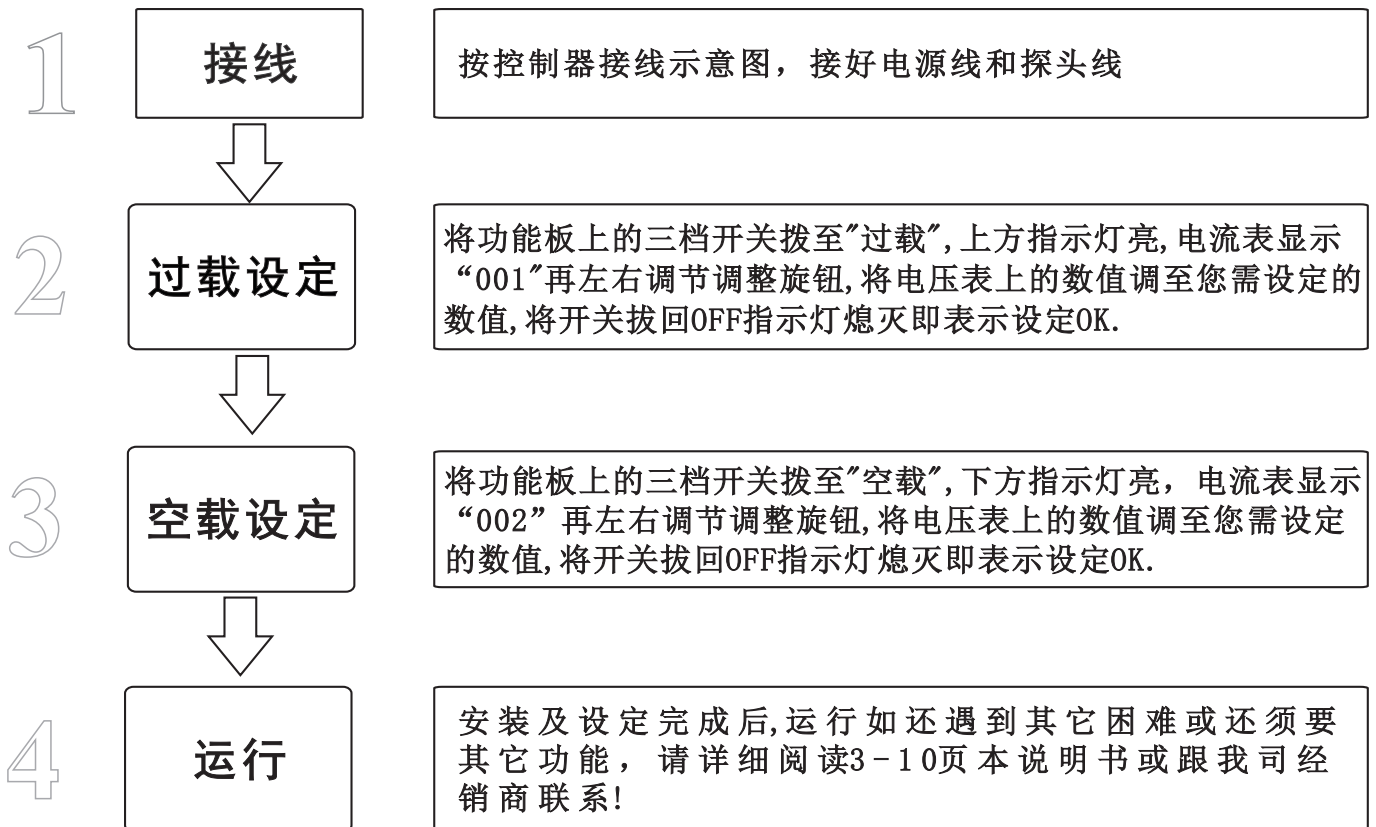 1
接线
按控制器接线示意图，接好电源线和探头线
2
过载设定
将功能板上的三档开关拨至"过载",上方指示灯亮,电流表显示
“001"再左右调节调整旋钮,将电压表上的数值调至您需设定的
数值,将开关拔回OFF指示灯熄灭即表示设定OK.
3
空载设定
将功能板上的三档开关拨至"空载",下方指示灯亮，电流表显示
“002”再左右调节调整旋钮,将电压表上的数值调至您需设定
的数值,将开关拔回OFF指示灯熄灭即表示设定OK.
4
运行
安装及设定完成后,运行如还遇到其它困难或还须要
其它功能，请详细阅读3-10页本说明书或跟我司经
销商联系!